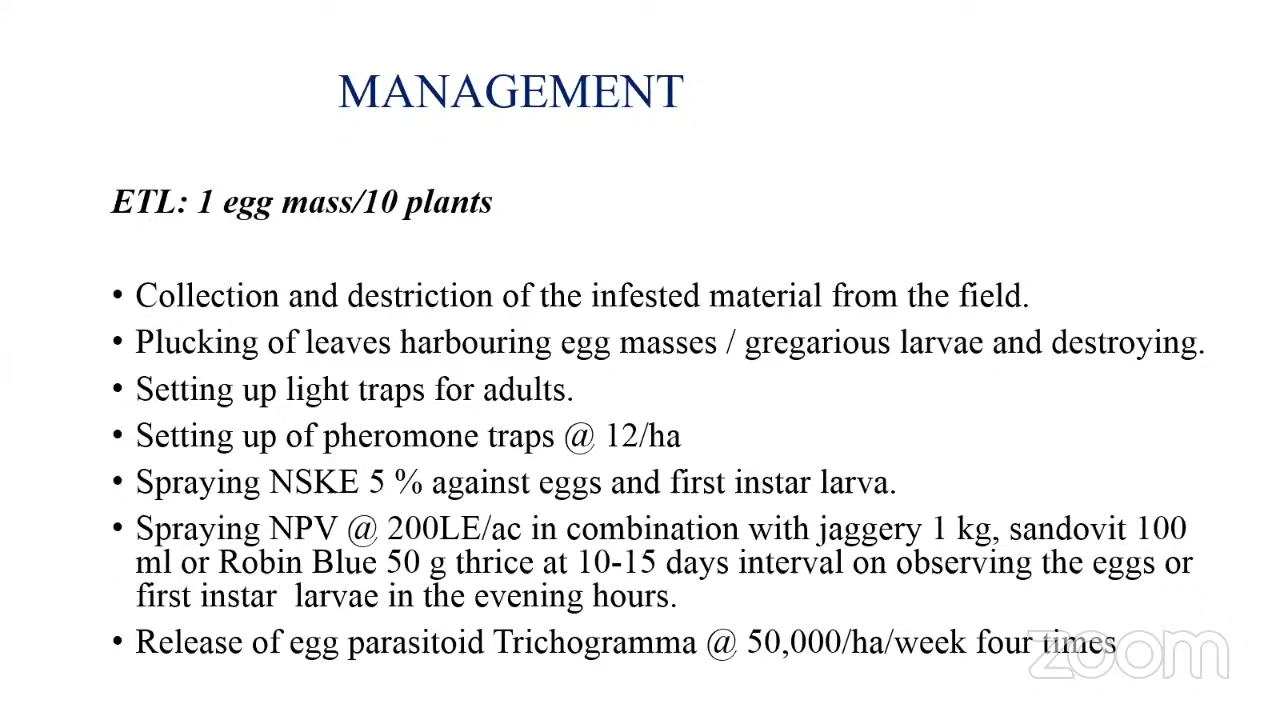 MANAGEMENT
ETL: 1 egg mass/10 plants
• Collection and destriction of the infested material from the field.
• Plucking of leaves harbouring egg masses / gregarious larvae and destroying.
• Setting up light traps for adults.
• Setting up of pheromone traps @ 12/ha
• Spraying NSKE 5 % against eggs and first instar larva.
• Spraying NPV @ 200LE/ac in combination with jaggery 1 kg, sandovit 100
ml or Robin Blue 50 g thrice at 10-15 days interval on observing the eggs or
first instar larvae in the evening hours.
• Release of egg parasitoid Trichogramma @ 50,000/ha/week four times
zoom